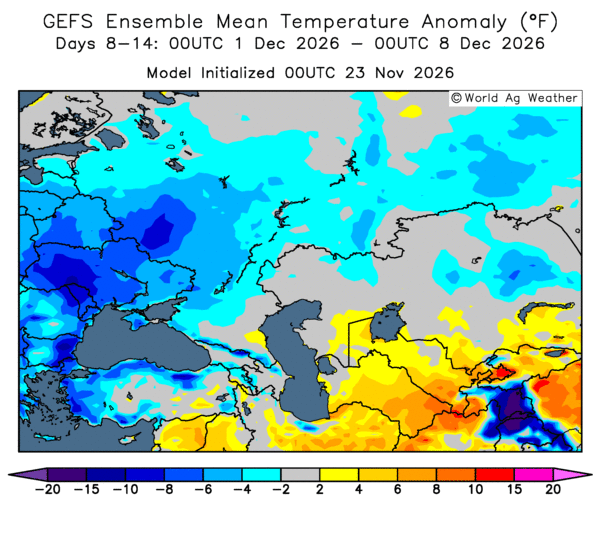 GEFS Ensemble Mean Temperature Anomaly (°F)
Days 8-14: 00UTC 1 Dec 2026 - 00UTC 8 Dec 2026
Model Initialized 00UTC 23 Nov 2026
©World Ag Weather
-20 -15 -10 -8 -6 -4 -2 2 4 6 8 10 15 20